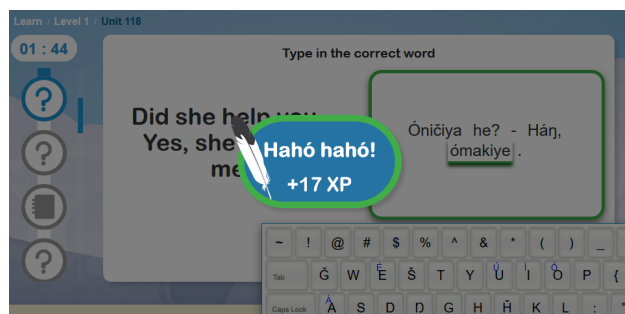 Learn / Level 1 / Unit 118
01 : 44
Type in the correct word
Did she help you
Yes, she
me
Óničiya he? - Háŋ,
ómakiye .
Hahó hahó!
+17 XP
~ ! @ # $ % ^ & * ( ) _
Tab Ğ W E É Š T Y U Ú I Í O Ó P {
Caps Lock A Á S D Ŋ G H Ȟ K L : "